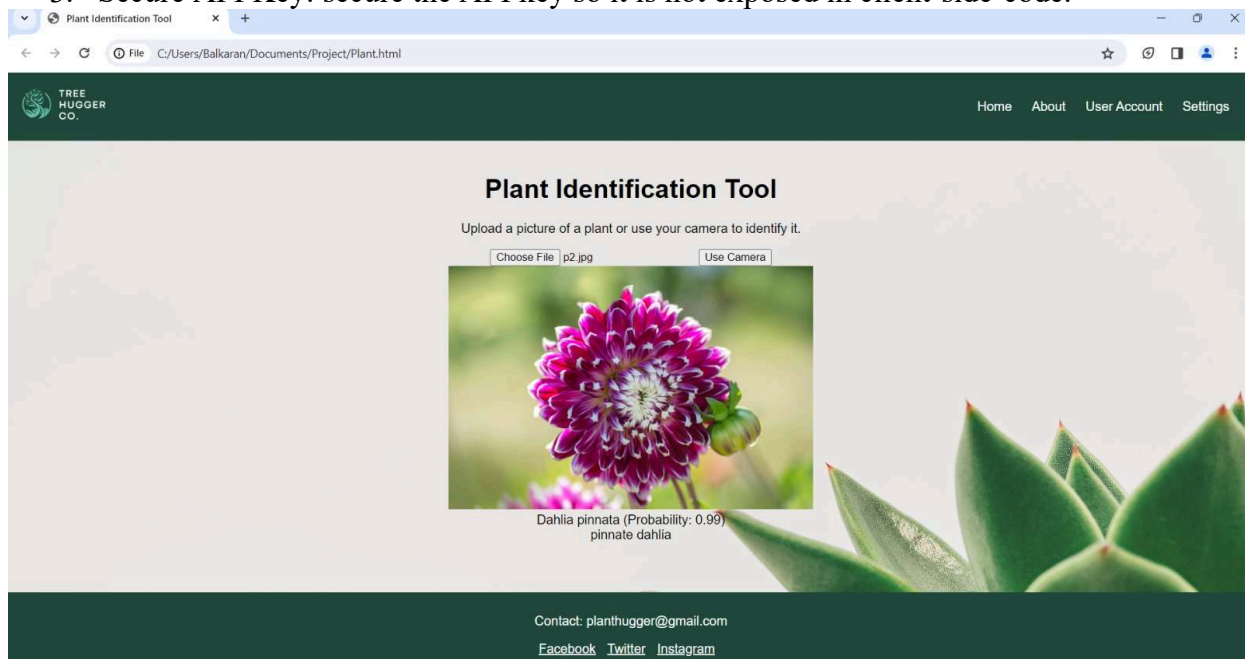 Plant Identification Tool
File C:/Users/Balkaran/Documents/Project/Plant.html
TREE
HUGGER
CO.
Home About User Account Settings
Plant Identification Tool
Upload a picture of a plant or use your camera to identify it.
Choose File p2.jpg Use Camera
Dahlia pinnata (Probability: 0.99)
pinnate dahlia
Contact: planthugger@gmail.com
Facebook Twitter Instagram